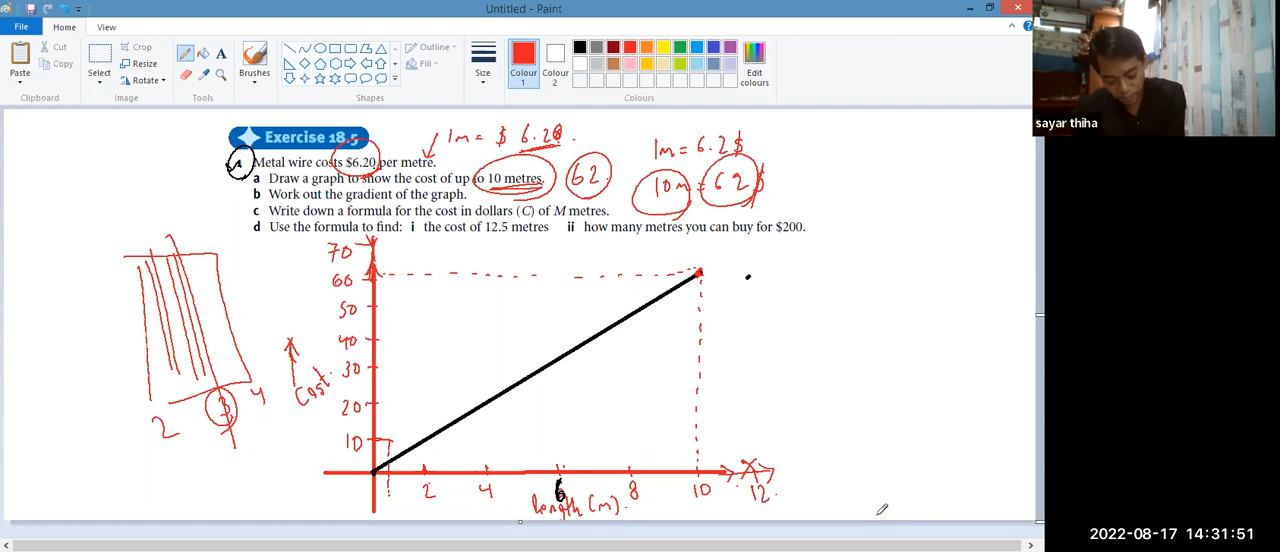 Untitled - Paint
File Home View
Paste
Cut
Copy
Clipboard
Select
Crop
Resize
Rotate
Image
Tools
Brushes
Shapes
Outline
Fill
Size
Colour 1
Colour 2
Edit colours
Colours
sayar thiha
Exercise 18.5
1m = $ 6.20.
1m = 6.2$
Metal wire costs $6.20 per metre.
a Draw a graph to show the cost of up to 10 metres.
62
10m = 62$
b Work out the gradient of the graph.
c Write down a formula for the cost in dollars (C) of M metres.
d Use the formula to find: i the cost of 12.5 metres ii how many metres you can buy for $200.
70
60
50
40
30
20
10
Cost.
2 3 4
2 4 6 8 10 12
length (m).
2022-08-17 14:31:51